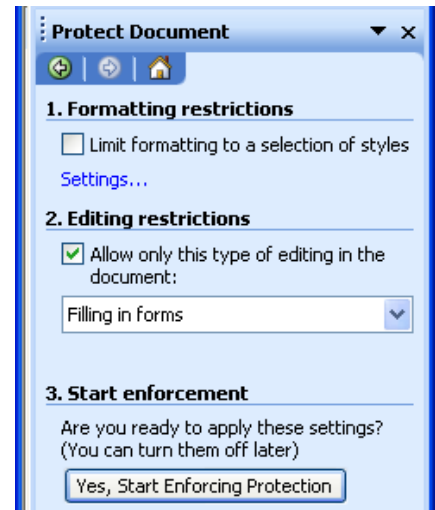 Protect Document
1. Formatting restrictions
Limit formatting to a selection of styles
Settings...
2. Editing restrictions
Allow only this type of editing in the
document:
Filling in forms
3. Start enforcement
Are you ready to apply these settings?
(You can turn them off later)
Yes, Start Enforcing Protection